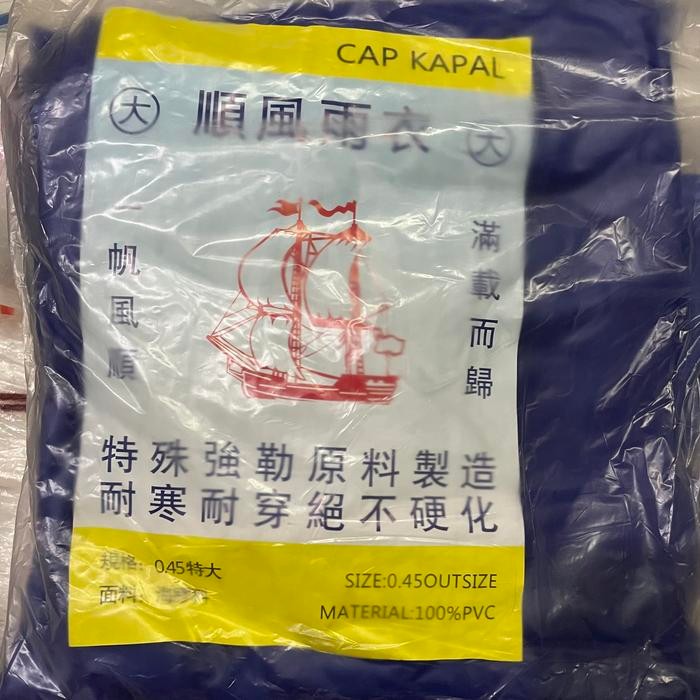 CAP KAPAL
大 順風雨衣 大
一帆風順
滿載而歸
特殊強勒原料製造
耐寒耐穿絕不硬化
規格: 0.45特大
面料:
SIZE:0.45OUTSIZE
MATERIAL:100%PVC